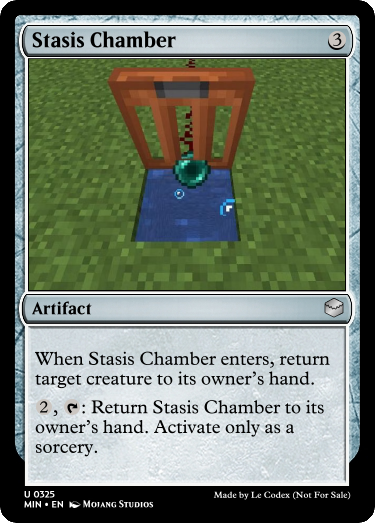 Stasis Chamber 3
Artifact
When Stasis Chamber enters, return
target creature to its owner's hand.
2, : Return Stasis Chamber to its
owner's hand. Activate only as a
sorcery.
U 0325
MIN • EN Mojang Studios
Made by Le Codex (Not For Sale)